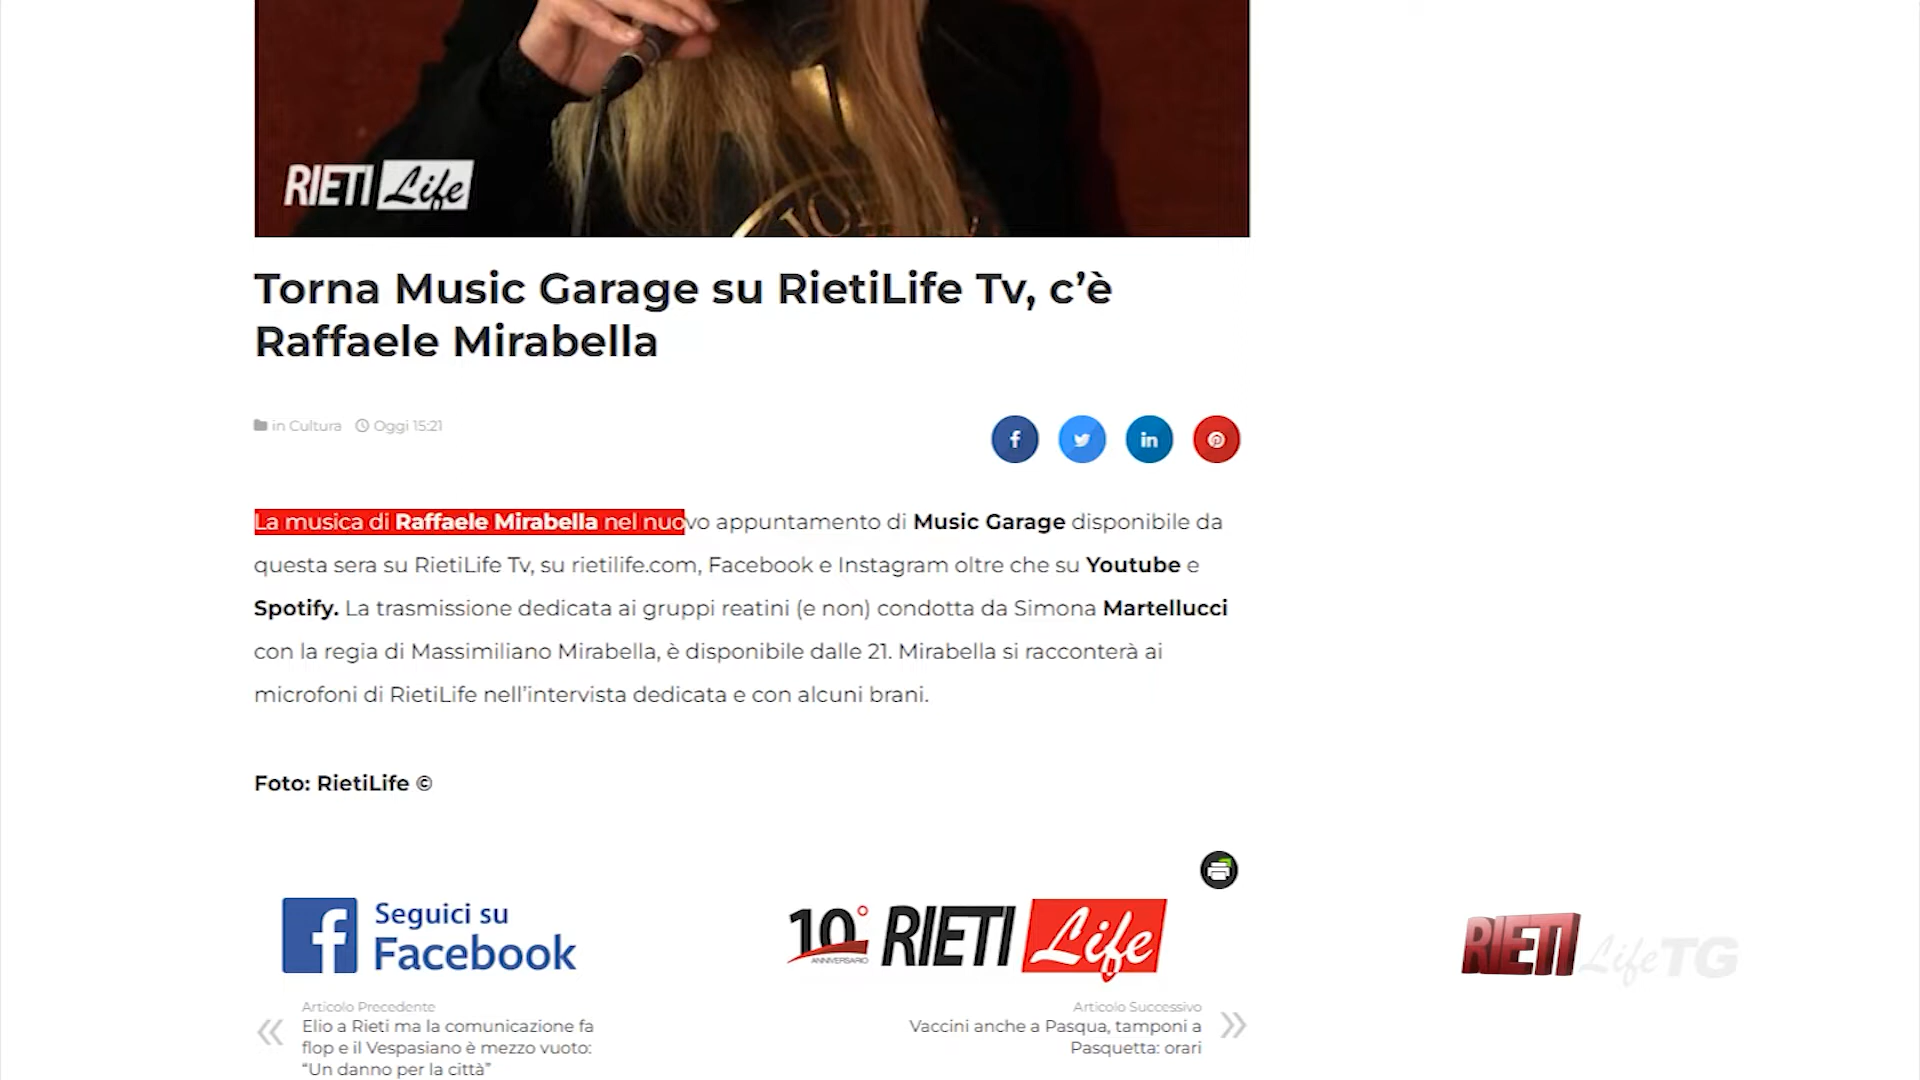 RIETI Life
Torna Music Garage su RietiLife Tv, c’è
Raffaele Mirabella
in Cultura Oggi 15:21
La musica di Raffaele Mirabella nel nuovo appuntamento di Music Garage disponibile da
questa sera su RietiLife Tv, su rietilife.com, Facebook e Instagram oltre che su Youtube e
Spotify. La trasmissione dedicata ai gruppi reatini (e non) condotta da Simona Martellucci
con la regia di Massimiliano Mirabella, è disponibile dalle 21. Mirabella si racconterà ai
microfoni di RietiLife nell’intervista dedicata e con alcuni brani.
Foto: RietiLife ©
Seguici su
Facebook
10° ANNIVERSARIO RIETI Life
RIETI Life TG
Articolo Precedente
Elio a Rieti ma la comunicazione fa
flop e il Vespasiano è mezzo vuoto:
“Un danno per la città”
Articolo Successivo
Vaccini anche a Pasqua, tamponi a
Pasquetta: orari